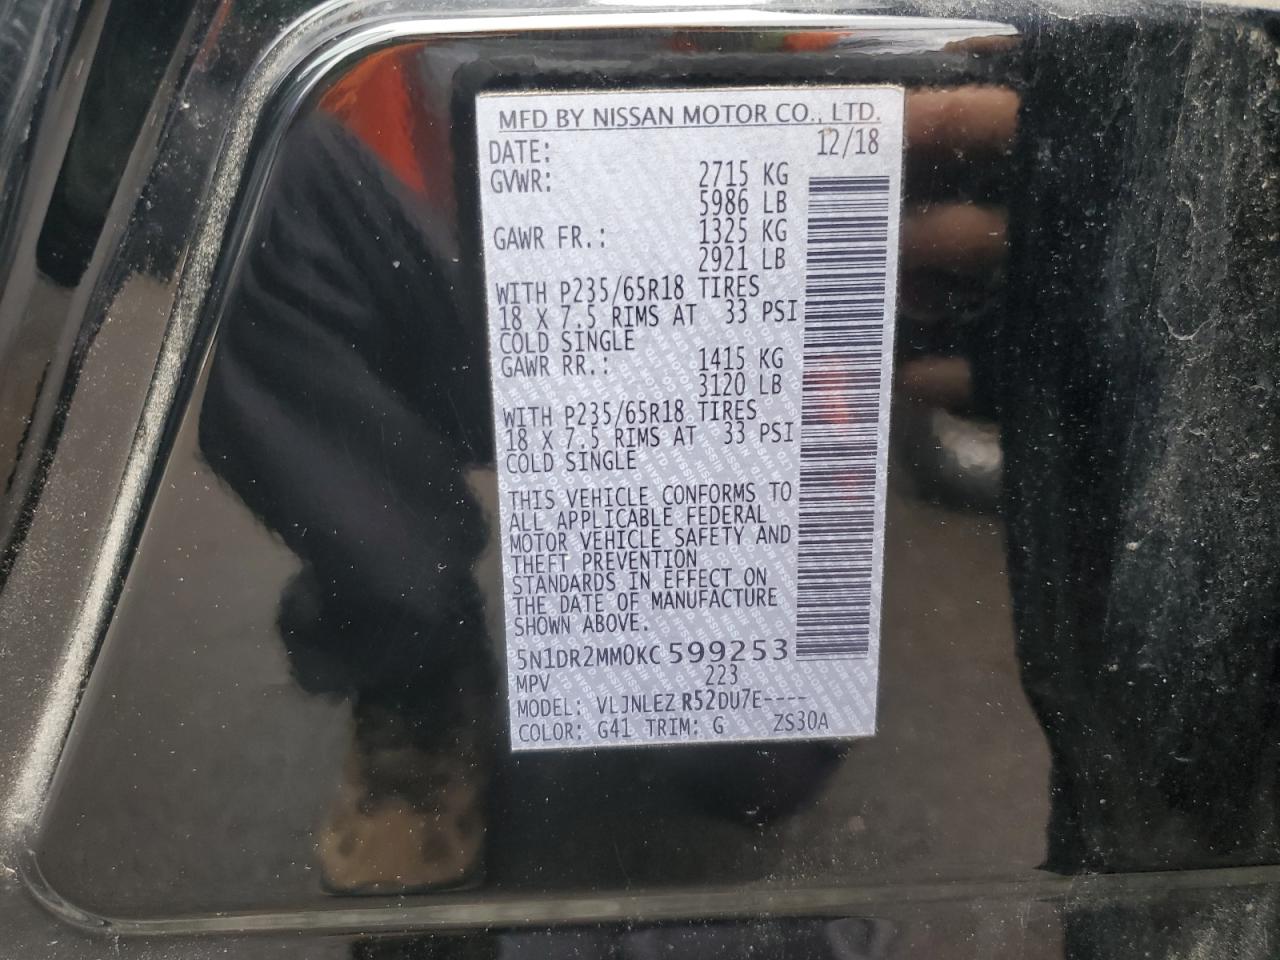 MFD BY NISSAN MOTOR CO., LTD.
DATE: 12/18
GVWR: 2715 KG
5986 LB
GAWR FR.: 1325 KG
2921 LB
WITH P235/65R18 TIRES
18 X 7.5 RIMS AT 33 PSI
COLD SINGLE
GAWR RR.: 1415 KG
3120 LB
WITH P235/65R18 TIRES
18 X 7.5 RIMS AT 33 PSI
COLD SINGLE
THIS VEHICLE CONFORMS TO
ALL APPLICABLE FEDERAL
MOTOR VEHICLE SAFETY AND
THEFT PREVENTION
STANDARDS IN EFFECT ON
THE DATE OF MANUFACTURE
SHOWN ABOVE.
5N1DR2MM0KC 599253
MPV 223
MODEL: VLJNLEZ R52DU7E----
COLOR: G41 TRIM: G ZS30A